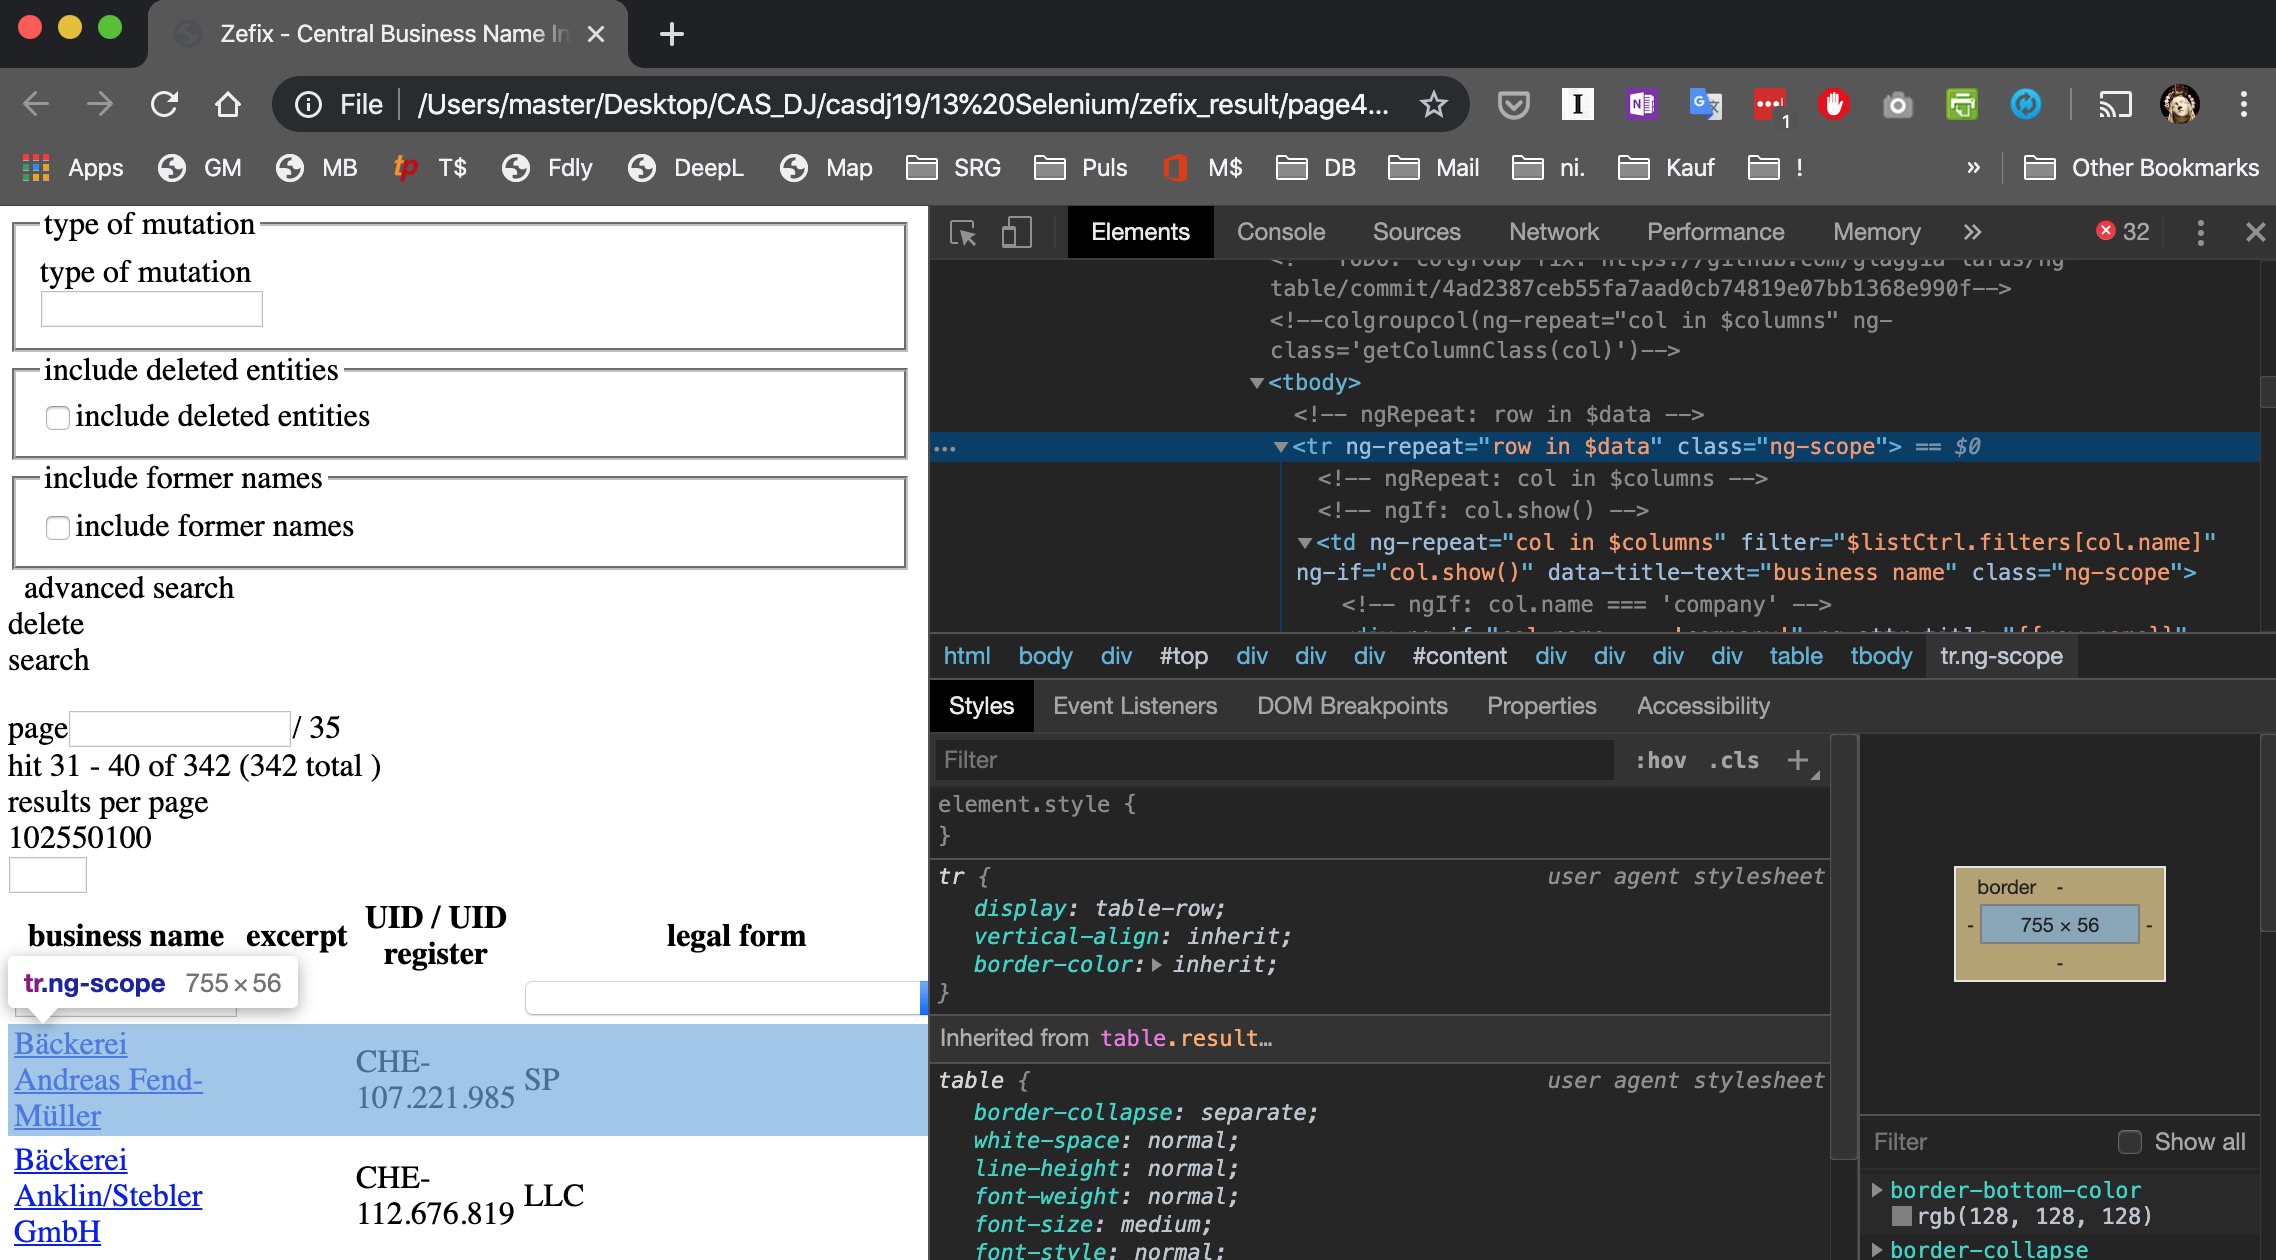 Zefix - Central Business Name In
File
/Users/master/Desktop/CAS_DJ/casdj19/13%20Selenium/zefix_result/page4...
1
Apps GM MB tp T$ Fdly DeepL Map SRG Puls M$ DB Mail ni. Kauf ! » Other Bookmarks
type of mutation
type of mutation
include deleted entities
include deleted entities
include former names
include former names
advanced search
delete
search
page / 35
hit 31 - 40 of 342 (342 total )
results per page
102550100
business name excerpt UID / UID register legal form
tr.ng-scope 755 × 56
Bäckerei
Andreas Fend-
Müller
CHE-
107.221.985
SP
Bäckerei
Anklin/Stebler
GmbH
CHE-
112.676.819
LLC
Elements Console Sources Network Performance Memory » 32
table/commit/4ad2387ceb55fa7aad0cb74819e07bb1368e990f-->
<!--colgroupcol(ng-repeat="col in $columns" ng-
class='getColumnClass(col)')-->
<tbody>
<!-- ngRepeat: row in $data -->
... <tr ng-repeat="row in $data" class="ng-scope"> == $0
<!-- ngRepeat: col in $columns -->
<!-- ngIf: col.show() -->
<td ng-repeat="col in $columns" filter="$listCtrl.filters[col.name]"
ng-if="col.show()" data-title-text="business name" class="ng-scope">
<!-- ngIf: col.name === 'company' -->
html body div #top div div div #content div div div div table tbody tr.ng-scope
Styles Event Listeners DOM Breakpoints Properties Accessibility
Filter :hov .cls +
element.style {
}
tr { user agent stylesheet
display: table-row;
vertical-align: inherit;
border-color: inherit;
}
Inherited from table.result…
table { user agent stylesheet
border-collapse: separate;
white-space: normal;
line-height: normal;
font-weight: normal;
font-size: medium;
font-style: normal;
border -
- 755 × 56 -
-
Filter Show all
border-bottom-color
rgb(128, 128, 128)
border-collapse